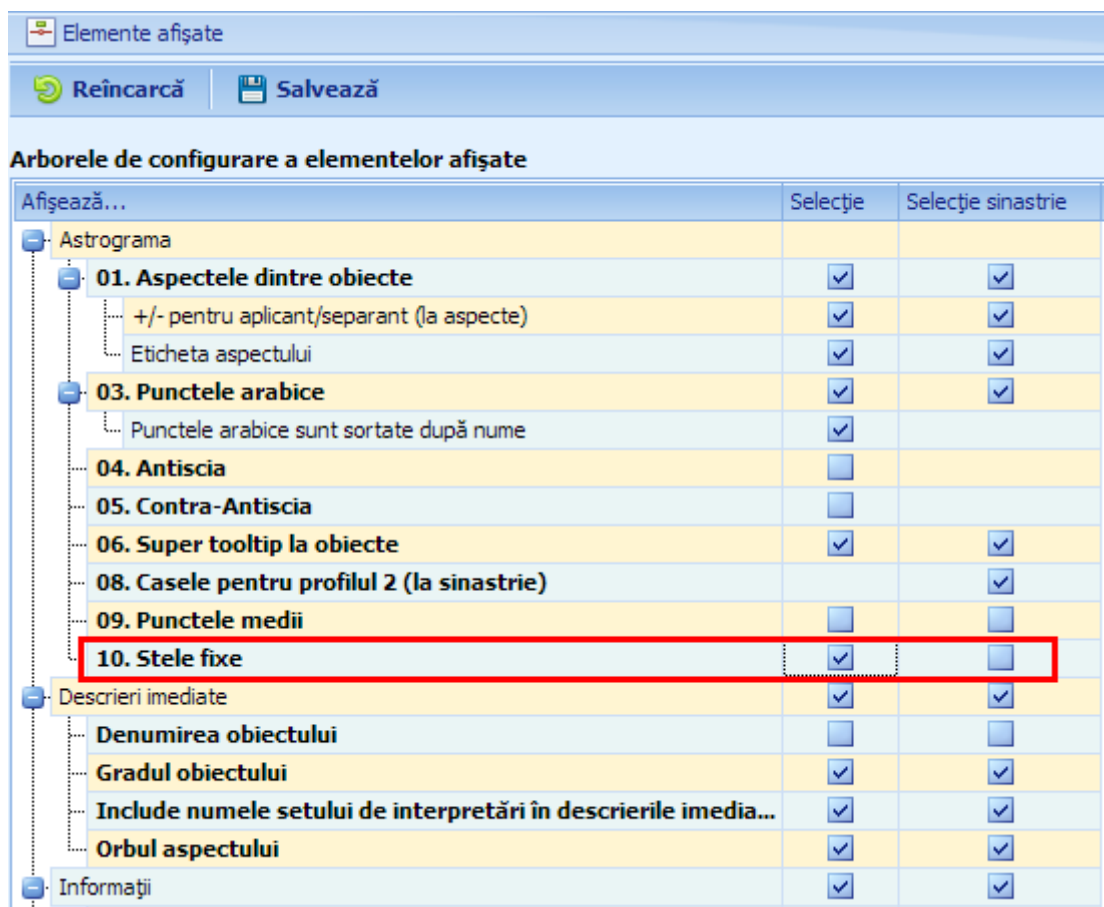 Elemente afişate
Reîncarcă Salvează
Arborele de configurare a elementelor afişate
Afişează... Selecţie Selecţie sinastrie
Astrograma
01. Aspectele dintre obiecte
+/- pentru aplicant/separant (la aspecte)
Eticheta aspectului
03. Punctele arabice
Punctele arabice sunt sortate după nume
04. Antiscia
05. Contra-Antiscia
06. Super tooltip la obiecte
08. Casele pentru profilul 2 (la sinastrie)
09. Punctele medii
10. Stele fixe
Descrieri imediate
Denumirea obiectului
Gradul obiectului
Include numele setului de interpretări în descrierile imedia...
Orbul aspectului
Informaţii